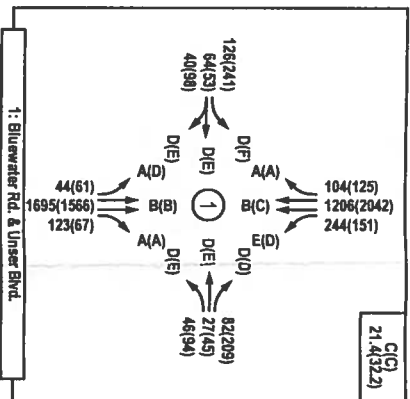 1: Bluewater Rd. & Unser Blvd.
C(C)
21.4(32.2)
126(241)
64(53)
40(98)
D(F)
D(E)
D(E)
104(125)
1206(2042)
244(151)
A(A)
B(C)
E(D)
1
44(61)
1695(1566)
123(67)
A(D)
B(B)
A(A)
82(209)
27(45)
46(94)
D(D)
D(E)
D(E)